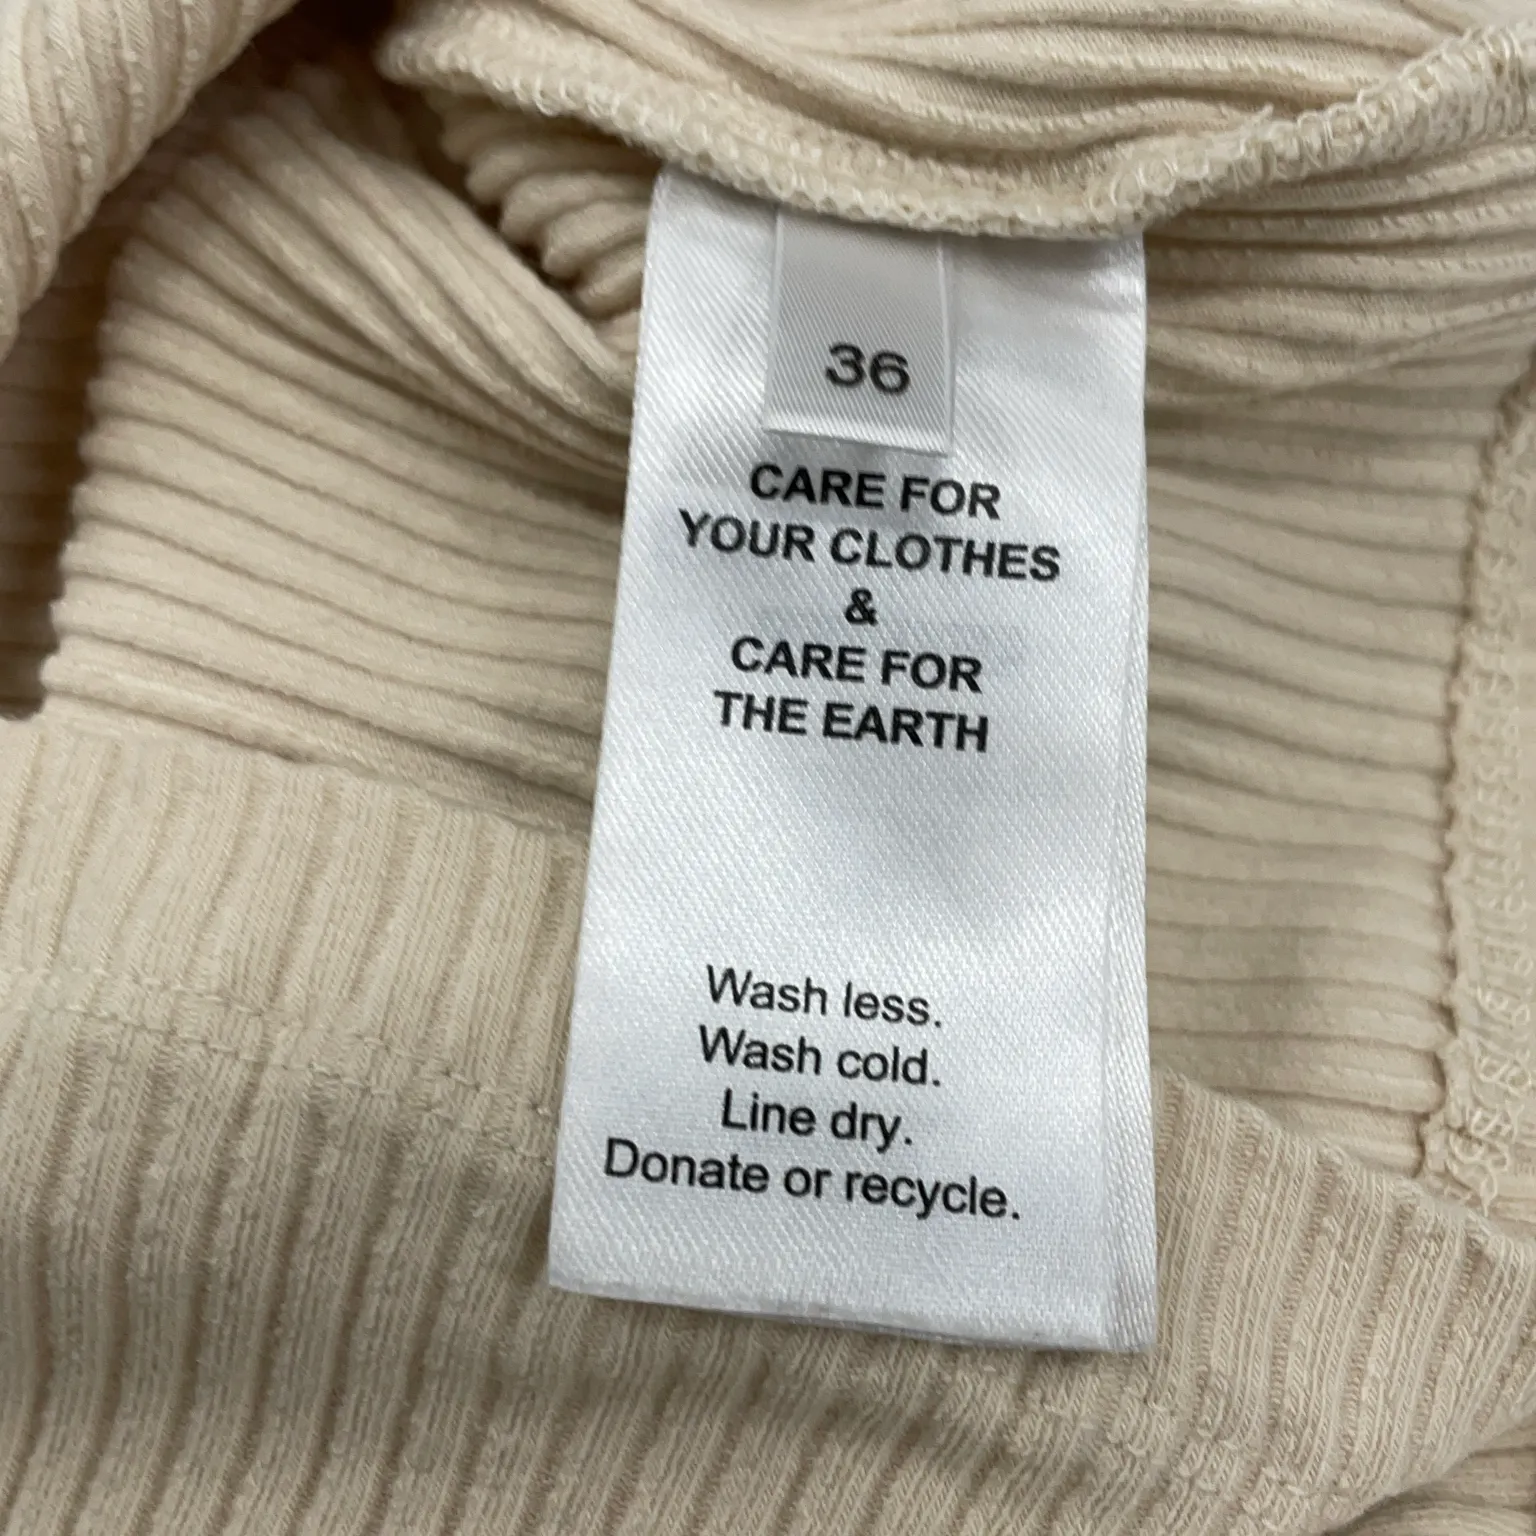 36
CARE FOR
YOUR CLOTHES
&
CARE FOR
THE EARTH
Wash less.
Wash cold.
Line dry.
Donate or recycle.